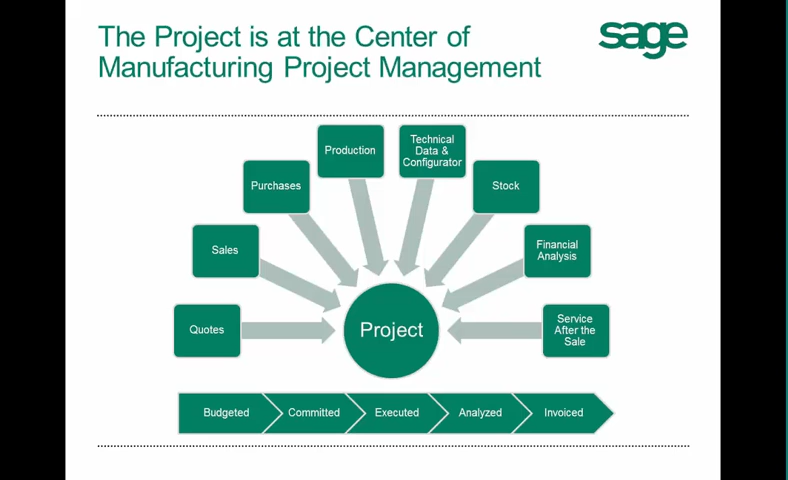 The Project is at the Center of
Manufacturing Project Management
sage
Production
Technical
Data &
Configurator
Purchases
Stock
Sales
Financial
Analysis
Quotes
Project
Service
After the
Sale
Budgeted
Committed
Executed
Analyzed
Invoiced